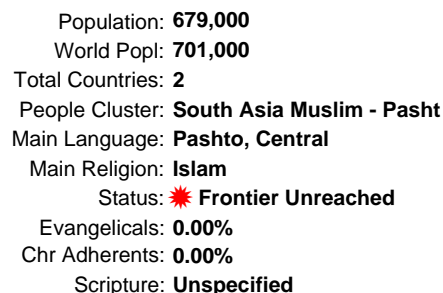 Population: 679,000
World Popl: 701,000
Total Countries: 2
People Cluster: South Asia Muslim - Pasht
Main Language: Pashto, Central
Main Religion: Islam
Status: Frontier Unreached
Evangelicals: 0.00%
Chr Adherents: 0.00%
Scripture: Unspecified